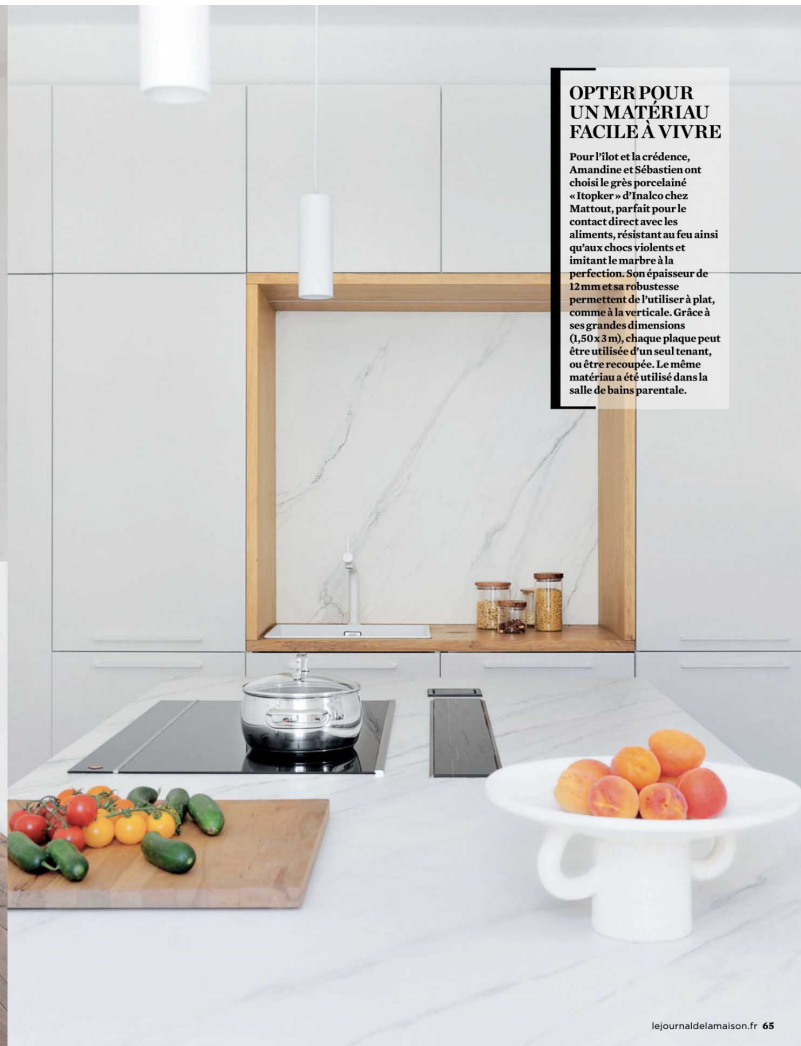 OPTER POUR
UN MATÉRIAU
FACILE À VIVRE
Pour l'îlot et la crédence,
Amandine et Sébastien ont
choisi le grès porcelainé
« Itopker » d'Inalco chez
Mattout, parfait pour le
contact direct avec les
aliments, résistant au feu ainsi
qu'aux chocs violents et
imitant le marbre à la
perfection. Son épaisseur de
12 mm et sa robustesse
permettent de l'utiliser à plat,
comme à la verticale. Grâce à
ses grandes dimensions
(1,50 x 3 m), chaque plaque peut
être utilisée d'un seul tenant,
ou être recoupée. Le même
matériau a été utilisé dans la
salle de bains parentale.
lejournaldelamaison.fr 65